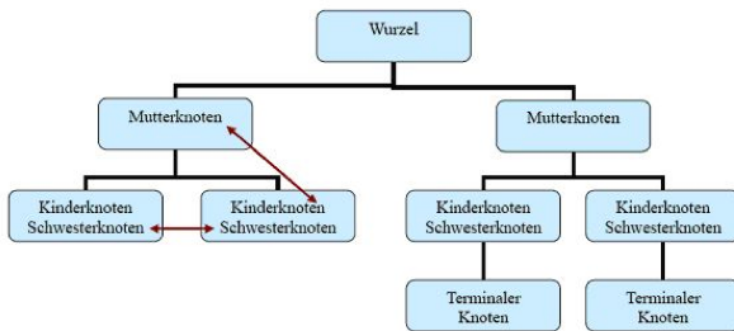 Wurzel
Mutterknoten
Mutterknoten
Kinderknoten
Schwesterknoten
Kinderknoten
Schwesterknoten
Kinderknoten
Schwesterknoten
Kinderknoten
Schwesterknoten
Terminaler
Knoten
Terminaler
Knoten